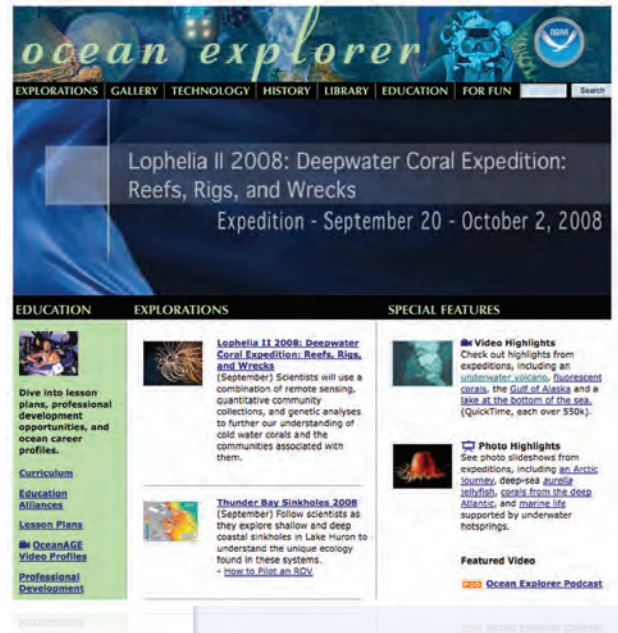 ocean explorer
NOAA
EXPLORATIONS GALLERY TECHNOLOGY HISTORY LIBRARY EDUCATION FOR FUN Search
Lophelia II 2008: Deepwater Coral Expedition:
Reefs, Rigs, and Wrecks
Expedition - September 20 - October 2, 2008
EDUCATION
Dive into lesson
plans, professional
development
opportunities, and
ocean career
profiles.
Curriculum
Education
Alliances
Lesson Plans
OceanAGE
Video Profiles
Professional
Development
EXPLORATIONS
Lophelia II 2008: Deepwater
Coral Expedition: Reefs, Rigs,
and Wrecks
(September) Scientists will use a
combination of remote sensing,
quantitative community
collections, and genetic analyses
to further our understanding of
cold water corals and the
communities associated with
them.
Thunder Bay Sinkholes 2008
(September) Follow scientists as
they explore shallow and deep
coastal sinkholes in Lake Huron to
understand the unique ecology
found in these systems.
- How to Pilot an ROV
SPECIAL FEATURES
Video Highlights
Check out highlights from
expeditions, including an
underwater volcano, fluorescent
corals, the Gulf of Alaska and a
lake at the bottom of the sea.
(QuickTime, each over 550k).
Photo Highlights
See photo slideshows from
expeditions, including an Arctic
journey, deep-sea aurelia
jellyfish, corals from the deep
Atlantic, and marine life
supported by underwater
hotsprings.
Featured Video
POD Ocean Explorer Podcast